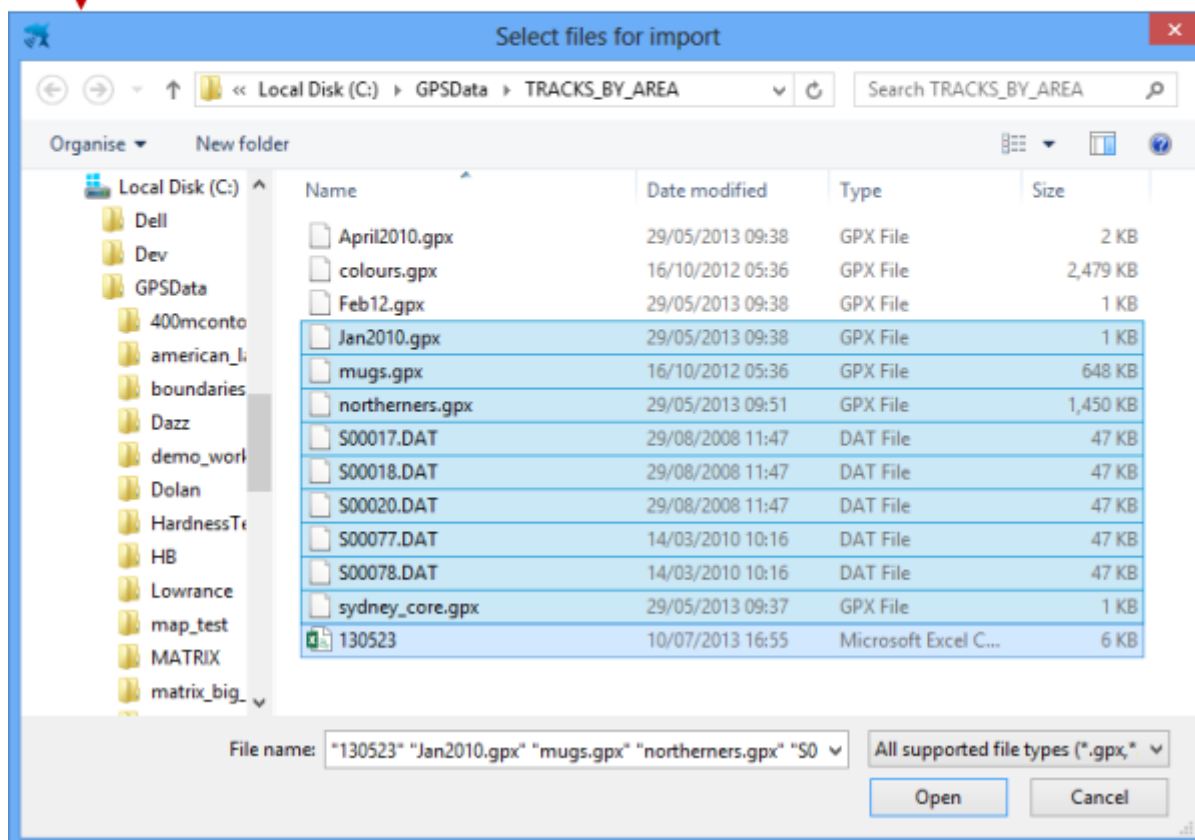 Select files for import
« Local Disk (C:) GPSData TRACKS_BY_AREA
Search TRACKS_BY_AREA
Organise New folder
Local Disk (C:)
Dell
Dev
GPSData
400mconto
american_la
boundaries
Dazz
demo_work
Dolan
HardnessTe
HB
Lowrance
map_test
MATRIX
matrix_big_
Name Date modified Type Size
April2010.gpx 29/05/2013 09:38 GPX File 2 KB
colours.gpx 16/10/2012 05:36 GPX File 2,479 KB
Feb12.gpx 29/05/2013 09:38 GPX File 1 KB
Jan2010.gpx 29/05/2013 09:38 GPX File 1 KB
mugs.gpx 16/10/2012 05:36 GPX File 648 KB
northerners.gpx 29/05/2013 09:51 GPX File 1,450 KB
S00017.DAT 29/08/2008 11:47 DAT File 47 KB
S00018.DAT 29/08/2008 11:47 DAT File 47 KB
S00020.DAT 29/08/2008 11:47 DAT File 47 KB
S00077.DAT 14/03/2010 10:16 DAT File 47 KB
S00078.DAT 14/03/2010 10:16 DAT File 47 KB
sydney_core.gpx 29/05/2013 09:37 GPX File 1 KB
130523 10/07/2013 16:55 Microsoft Excel C... 6 KB
File name: "130523" "Jan2010.gpx" "mugs.gpx" "northerners.gpx" "S0
All supported file types (*.gpx,*
Open Cancel